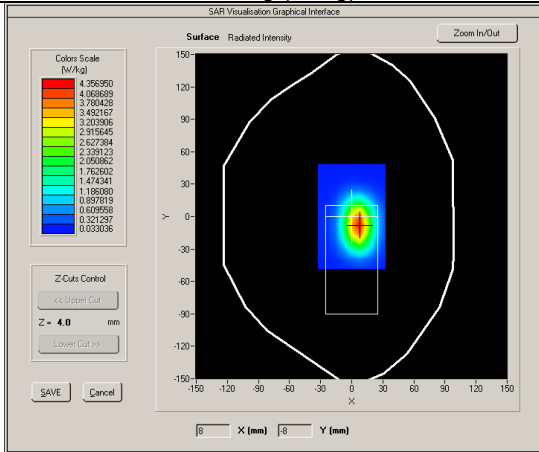 SAR Visualisation Graphical Interface
Surface Radiated Intensity
Zoom In/Out
Colors Scale
(W/kg)
4.356950
4.068689
3.780428
3.492167
3.203906
2.915645
2.627384
2.339123
2.050862
1.762602
1.474341
1.186080
0.897819
0.609558
0.321297
0.033036
150
120
90
60
30
0
-30
-60
-90
-120
-150
Y
-150 -120 -90 -60 -30 0 30 60 90 120 150
X
Z-Cuts Control
<< Upper Cut
Z = 4.0 mm
Lower Cut >>
SAVE Cancel
8 X (mm) -8 Y (mm)